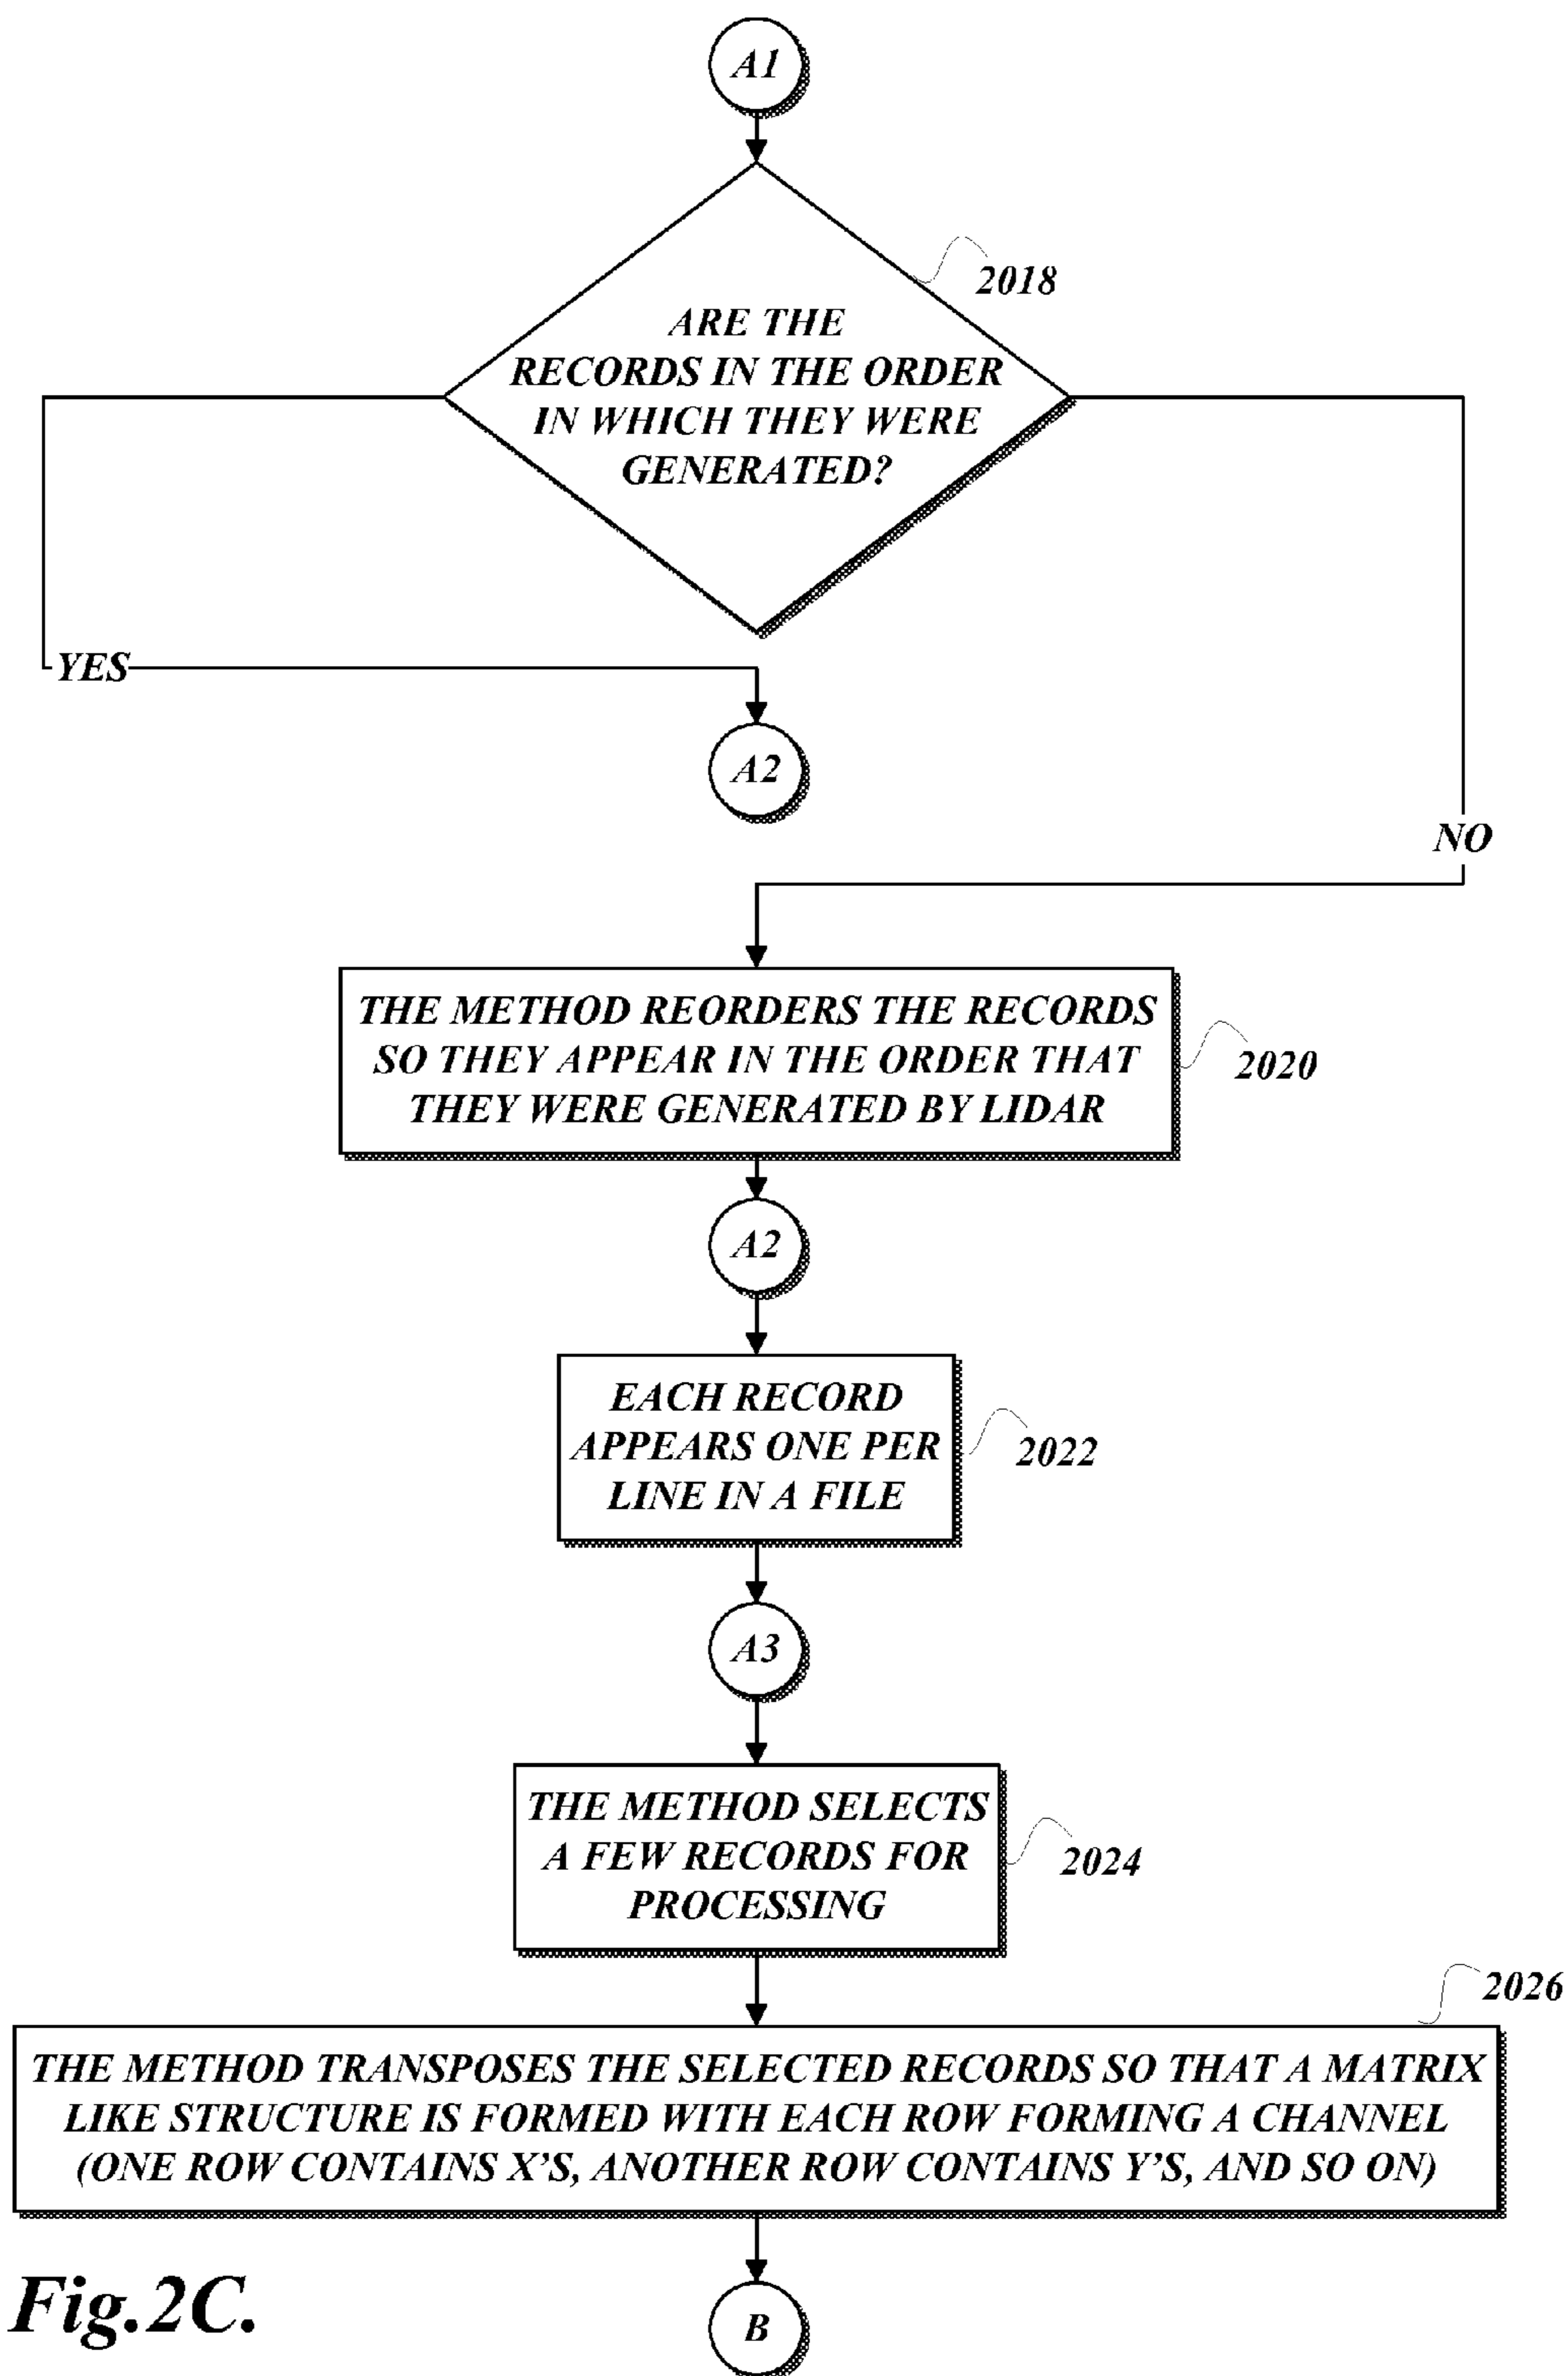 A1
2018
ARE THE
RECORDS IN THE ORDER
IN WHICH THEY WERE
GENERATED?
YES
A2
NO
THE METHOD REORDERS THE RECORDS
SO THEY APPEAR IN THE ORDER THAT
THEY WERE GENERATED BY LIDAR
2020
A2
EACH RECORD
APPEARS ONE PER
LINE IN A FILE
2022
A3
THE METHOD SELECTS
A FEW RECORDS FOR
PROCESSING
2024
2026
THE METHOD TRANSPOSES THE SELECTED RECORDS SO THAT A MATRIX
LIKE STRUCTURE IS FORMED WITH EACH ROW FORMING A CHANNEL
(ONE ROW CONTAINS X'S, ANOTHER ROW CONTAINS Y'S, AND SO ON)
Fig.2C.
B